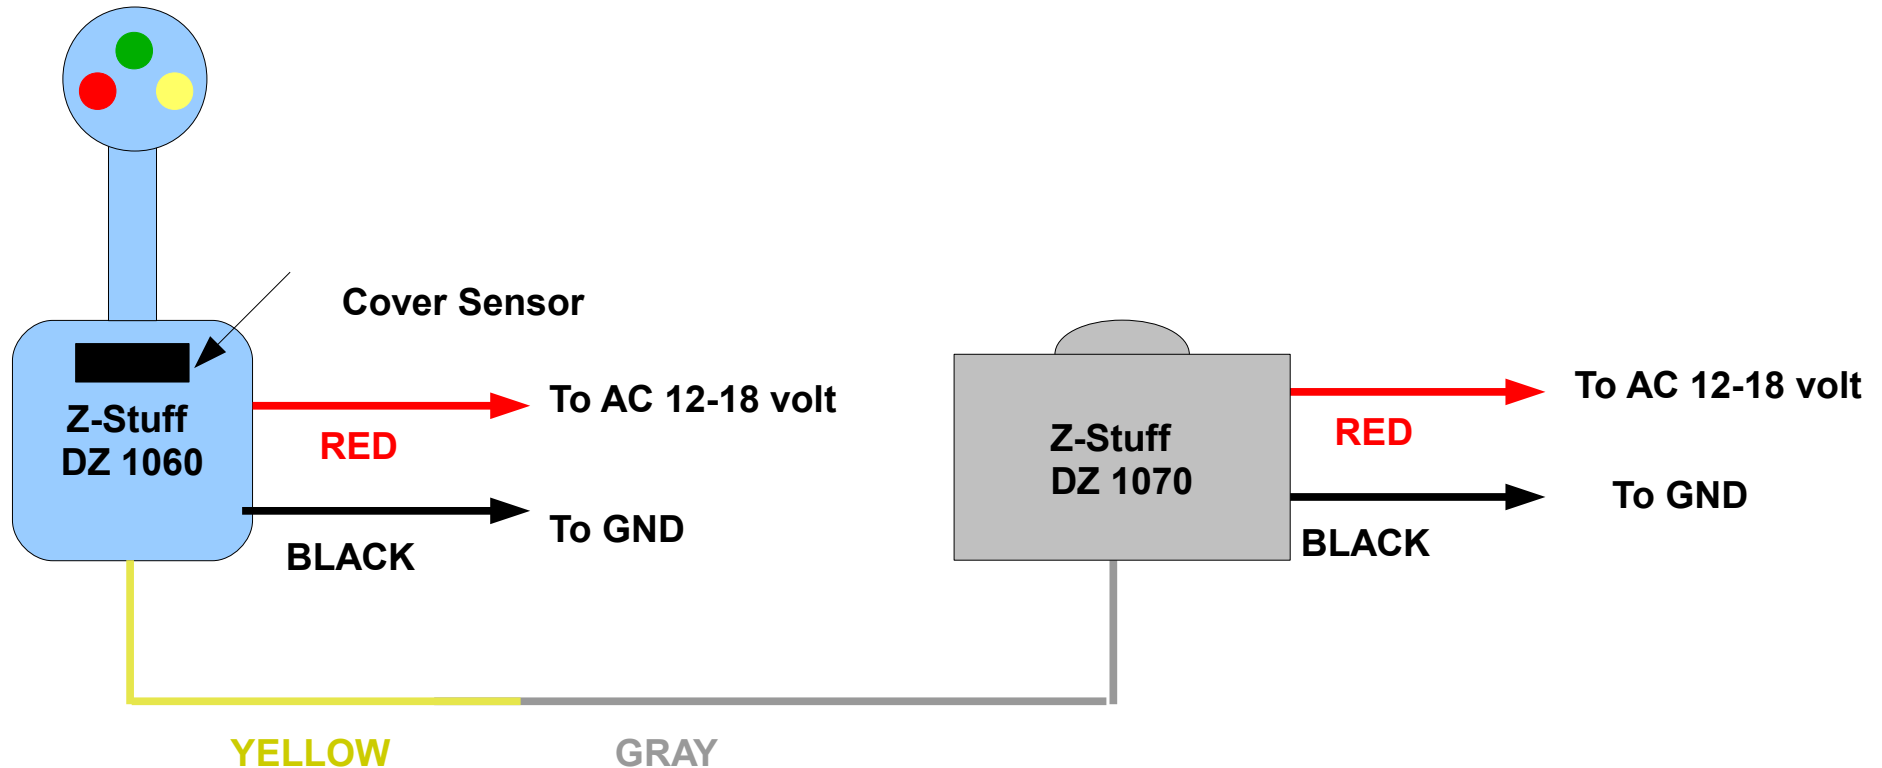 Cover Sensor
Z-Stuff
DZ 1060
To AC 12-18 volt
RED
To GND
BLACK
Z-Stuff
DZ 1070
To AC 12-18 volt
RED
To GND
BLACK
YELLOW
GRAY